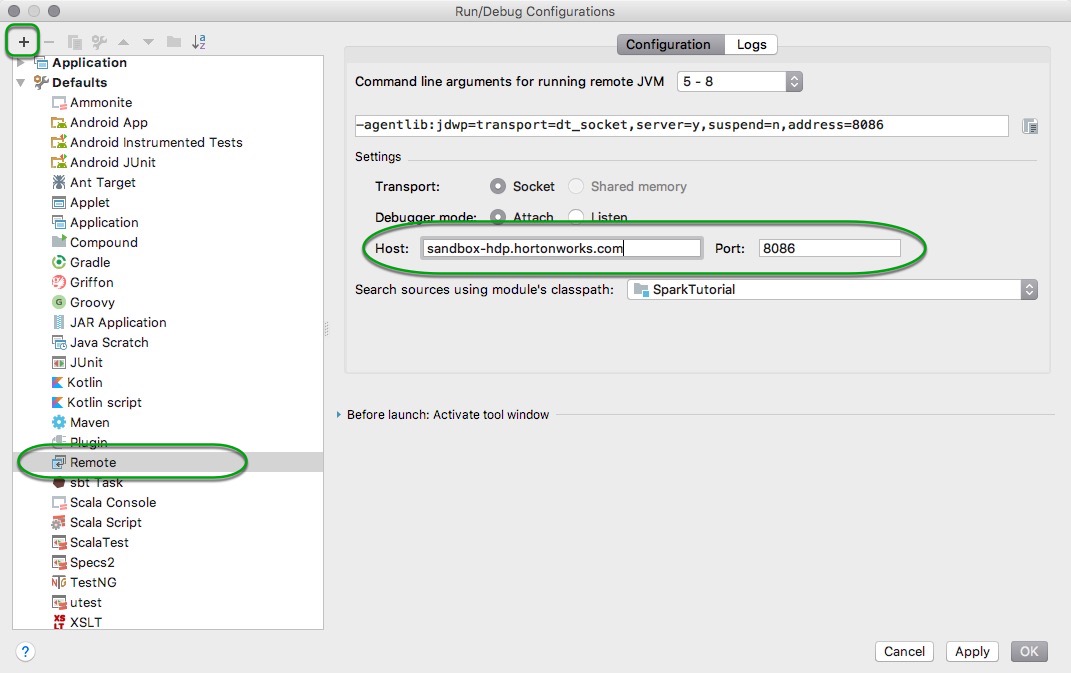 Run/Debug Configurations
+
Application
Defaults
Ammonite
Android App
Android Instrumented Tests
Android JUnit
Ant Target
Applet
Application
Compound
Gradle
Griffon
Groovy
JAR Application
Java Scratch
JUnit
Kotlin
Kotlin script
Maven
Plugin
Remote
sbt Task
Scala Console
Scala Script
ScalaTest
Specs2
TestNG
utest
XSLT
Configuration Logs
Command line arguments for running remote JVM 5 - 8
-agentlib:jdwp=transport=dt_socket,server=y,suspend=n,address=8086
Settings
Transport: Socket Shared memory
Debugger mode: Attach Listen
Host: sandbox-hdp.hortonworks.com Port: 8086
Search sources using module's classpath: SparkTutorial
Before launch: Activate tool window
? Cancel Apply OK